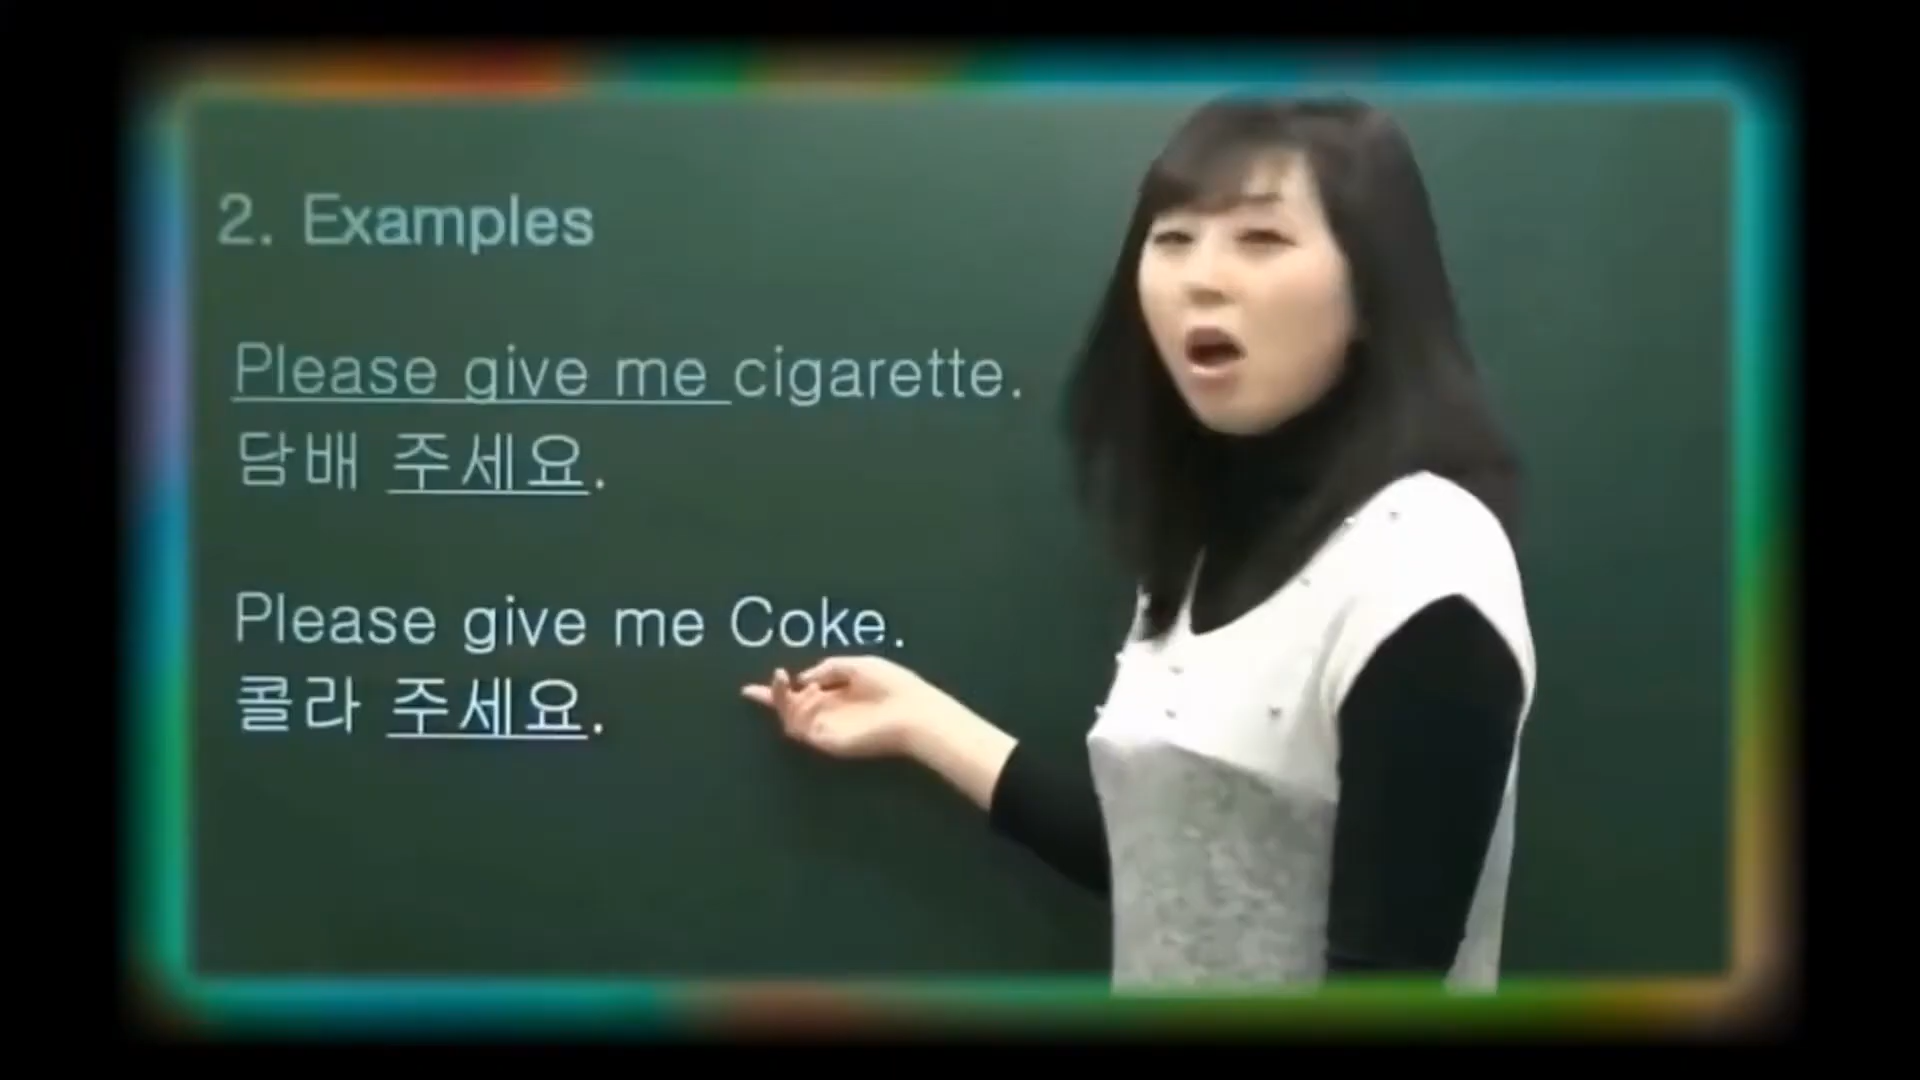 2. Examples
Please give me cigarette.
담배 주세요.
Please give me Coke.
콜라 주세요.